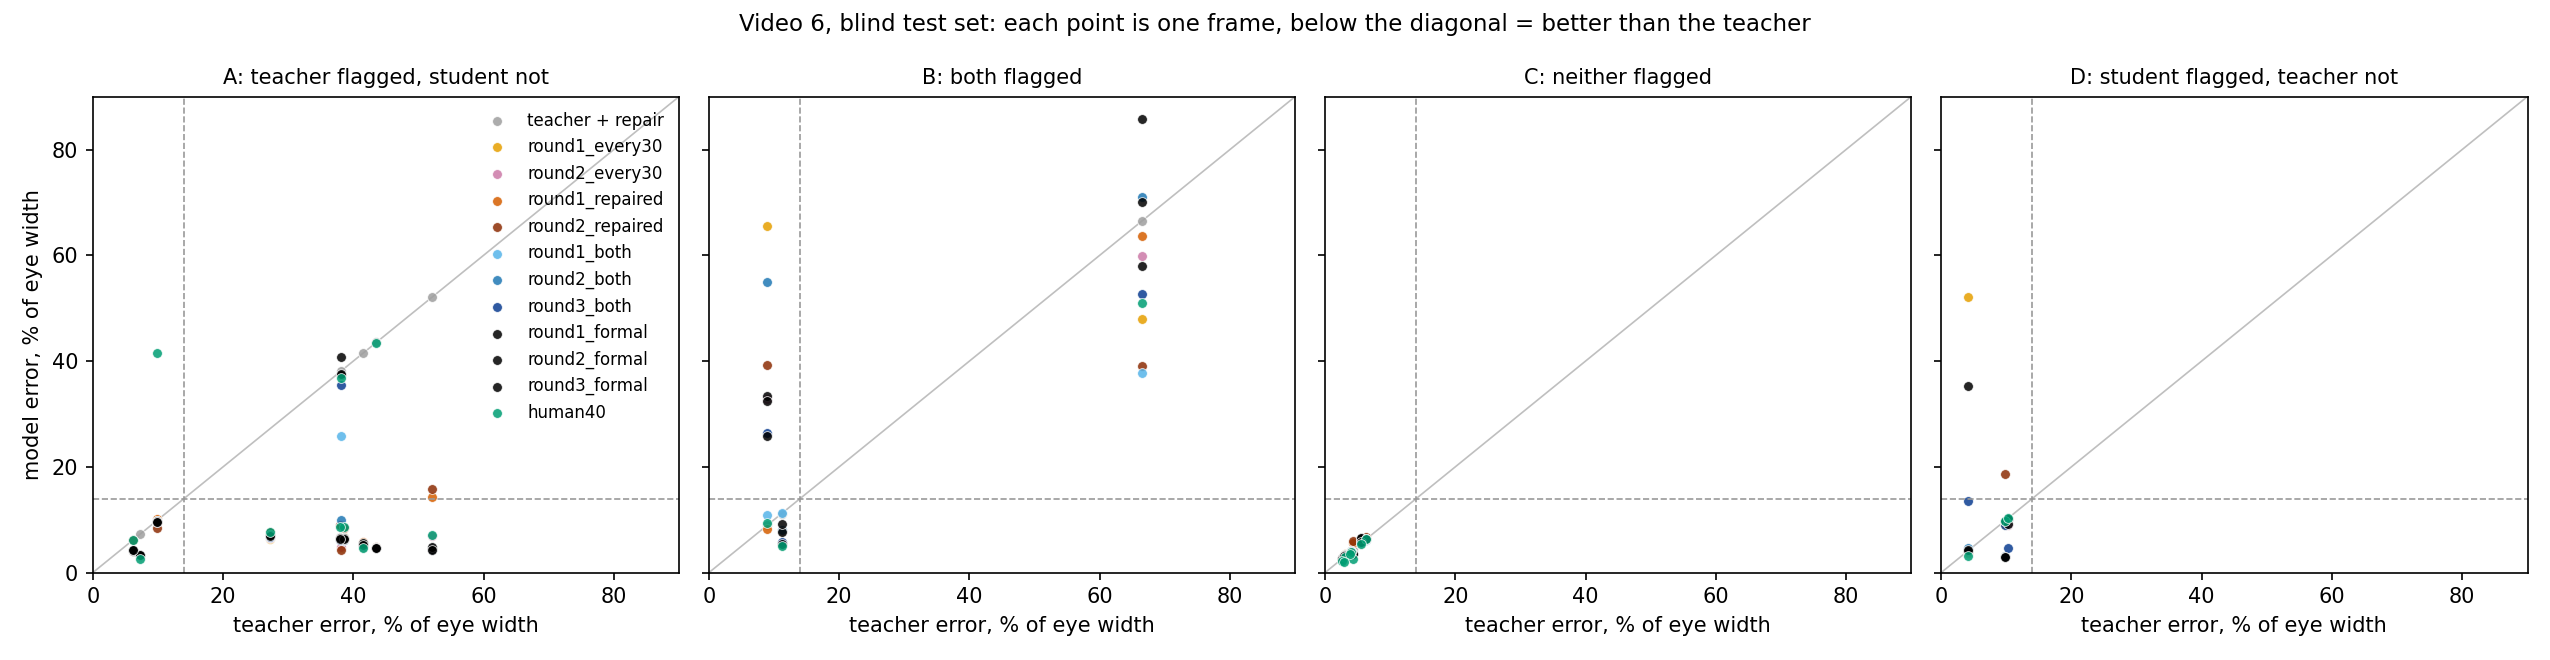 Video 6, blind test set: each point is one frame, below the diagonal = better than the teacher
A: teacher flagged, student not
B: both flagged
C: neither flagged
D: student flagged, teacher not
teacher + repair
round1_every30
round2_every30
round1_repaired
round2_repaired
round1_both
round2_both
round3_both
round1_formal
round2_formal
round3_formal
human40
model error, % of eye width
80
60
40
20
0
0 20 40 60 80
0 20 40 60 80
0 20 40 60 80
0 20 40 60 80
teacher error, % of eye width
teacher error, % of eye width
teacher error, % of eye width
teacher error, % of eye width